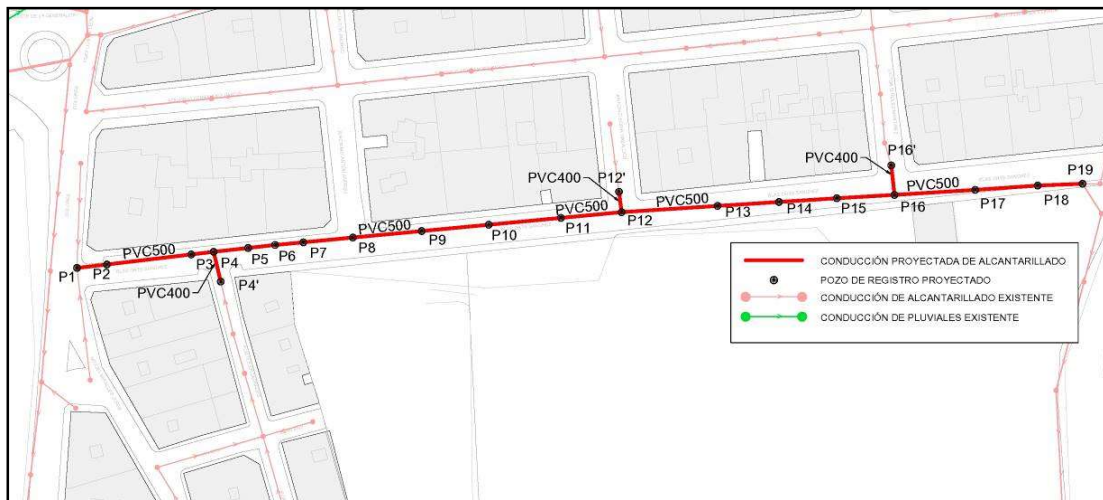 P16'
PVC400
P19
PVC400
P12'
PVC500
P18
PVC500
P17
P16
P15
P14
P13
P12
PVC500
P11
P10
P9
P8
PVC500
P7
P6
P5
P4
P3
P2
P1
PVC400
P4'
CONDUCCIÓN PROYECTADA DE ALCANTARILLADO
POZO DE REGISTRO PROYECTADO
CONDUCCIÓN DE ALCANTARILLADO EXISTENTE
CONDUCCIÓN DE PLUVIALES EXISTENTE